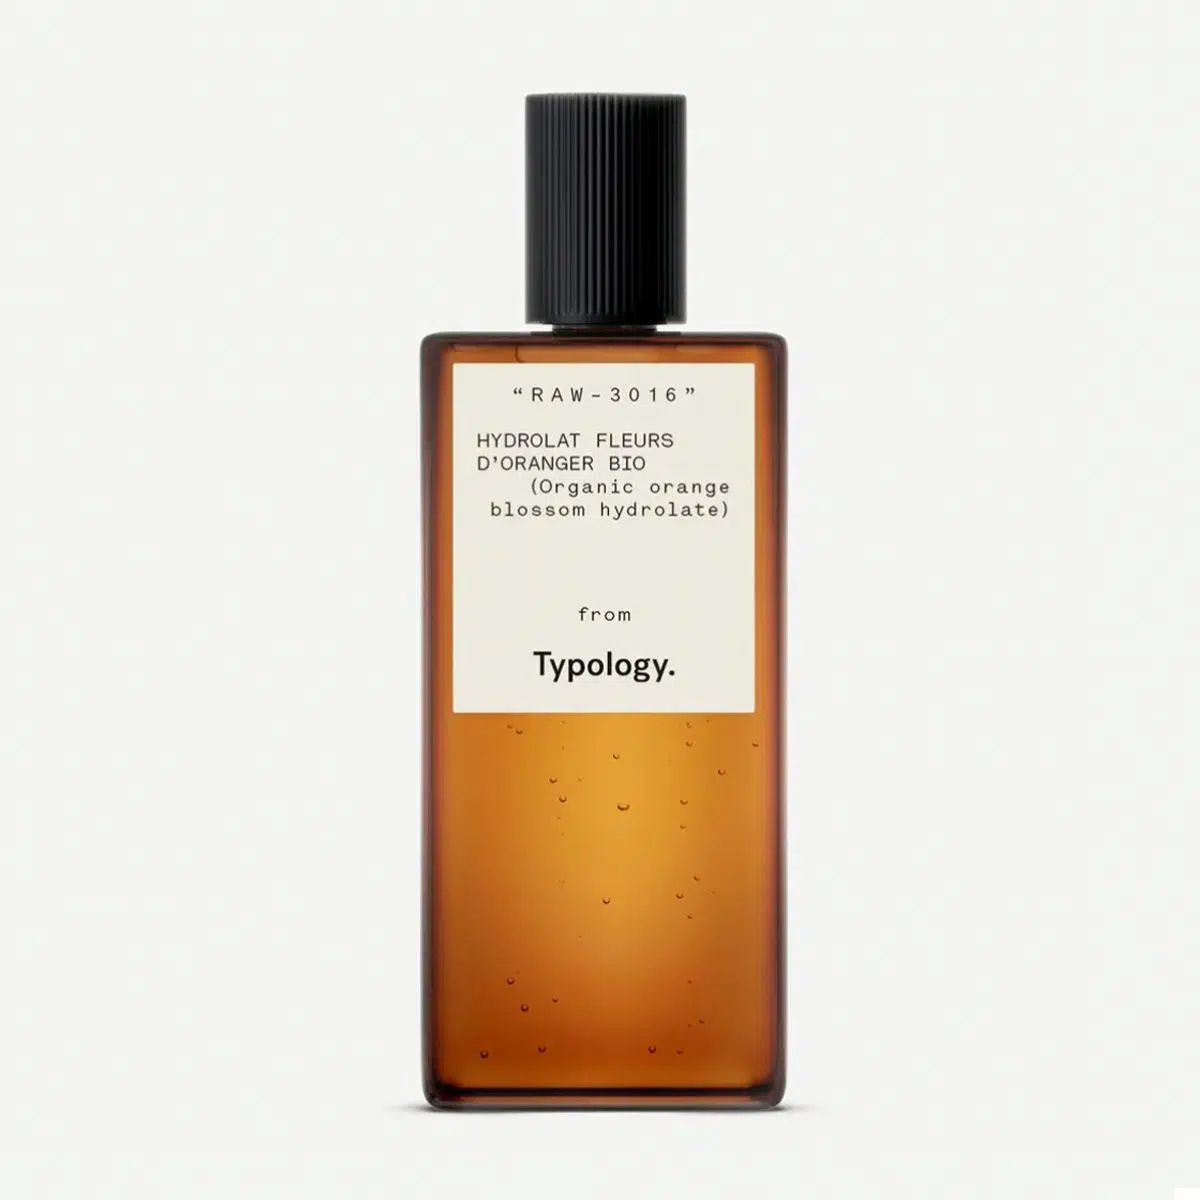 “RAW-3016”
HYDROLAT FLEURS
D’ORANGER BIO
(Organic orange
blossom hydrolate)
from
Typology.